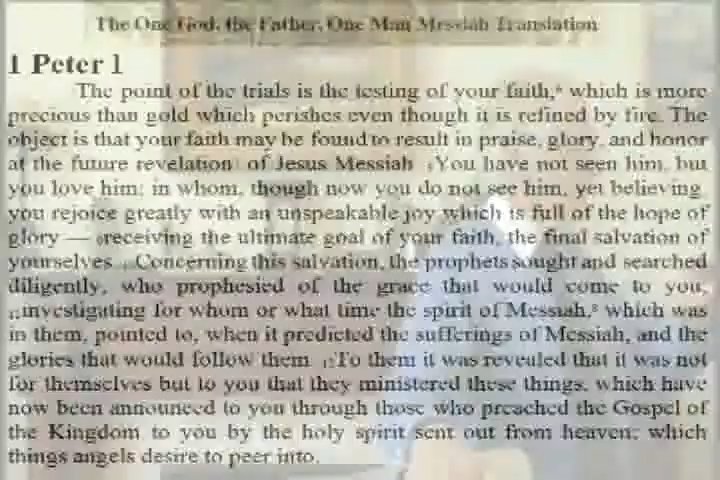 The One God, the Father, One Man Messiah Translation
1 Peter 1
The point of the trials is the testing of your faith, which is more
precious than gold which perishes even though it is refined by fire. The
object is that your faith may be found to result in praise, glory, and honor
at the future revelation of Jesus Messiah You have not seen him, but
you love him; in whom, though now you do not see him, yet believing,
you rejoice greatly with an unspeakable joy which is full of the hope of
glory — receiving the ultimate goal of your faith, the final salvation of
yourselves. Concerning this salvation, the prophets sought and searched
diligently, who prophesied of the grace that would come to you,
investigating for whom or what time the spirit of Messiah, which was
in them, pointed to, when it predicted the sufferings of Messiah, and the
glories that would follow them To them it was revealed that it was not
for themselves but to you that they ministered these things, which have
now been announced to you through those who preached the Gospel of
the Kingdom to you by the holy spirit sent out from heaven; which
things angels desire to peer into.